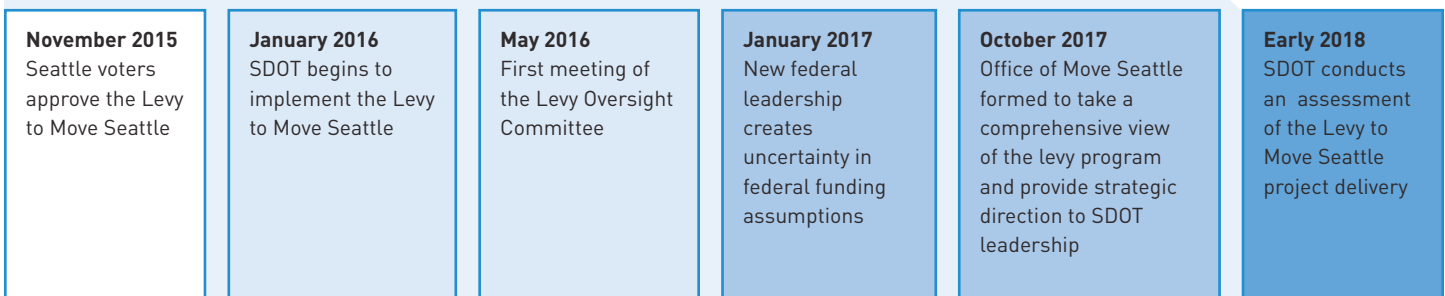 November 2015
Seattle voters
approve the Levy
to Move Seattle
January 2016
SDOT begins to
implement the Levy
to Move Seattle
May 2016
First meeting of
the Levy Oversight
Committee
January 2017
New federal
leadership
creates
uncertainty in
federal funding
assumptions
October 2017
Office of Move Seattle
formed to take a
comprehensive view
of the levy program
and provide strategic
direction to SDOT
leadership
Early 2018
SDOT conducts
an assessment
of the Levy to
Move Seattle
project delivery